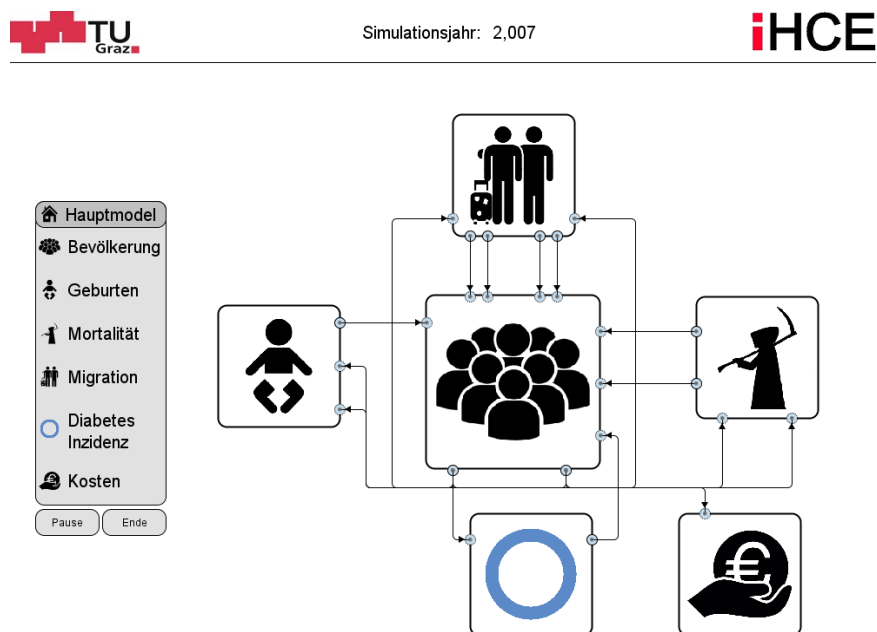 TU
Graz
Simulationsjahr: 2,007
iHCE
Hauptmodel
Bevölkerung
Geburten
Mortalität
Migration
Diabetes
Inzidenz
Kosten
Pause
Ende